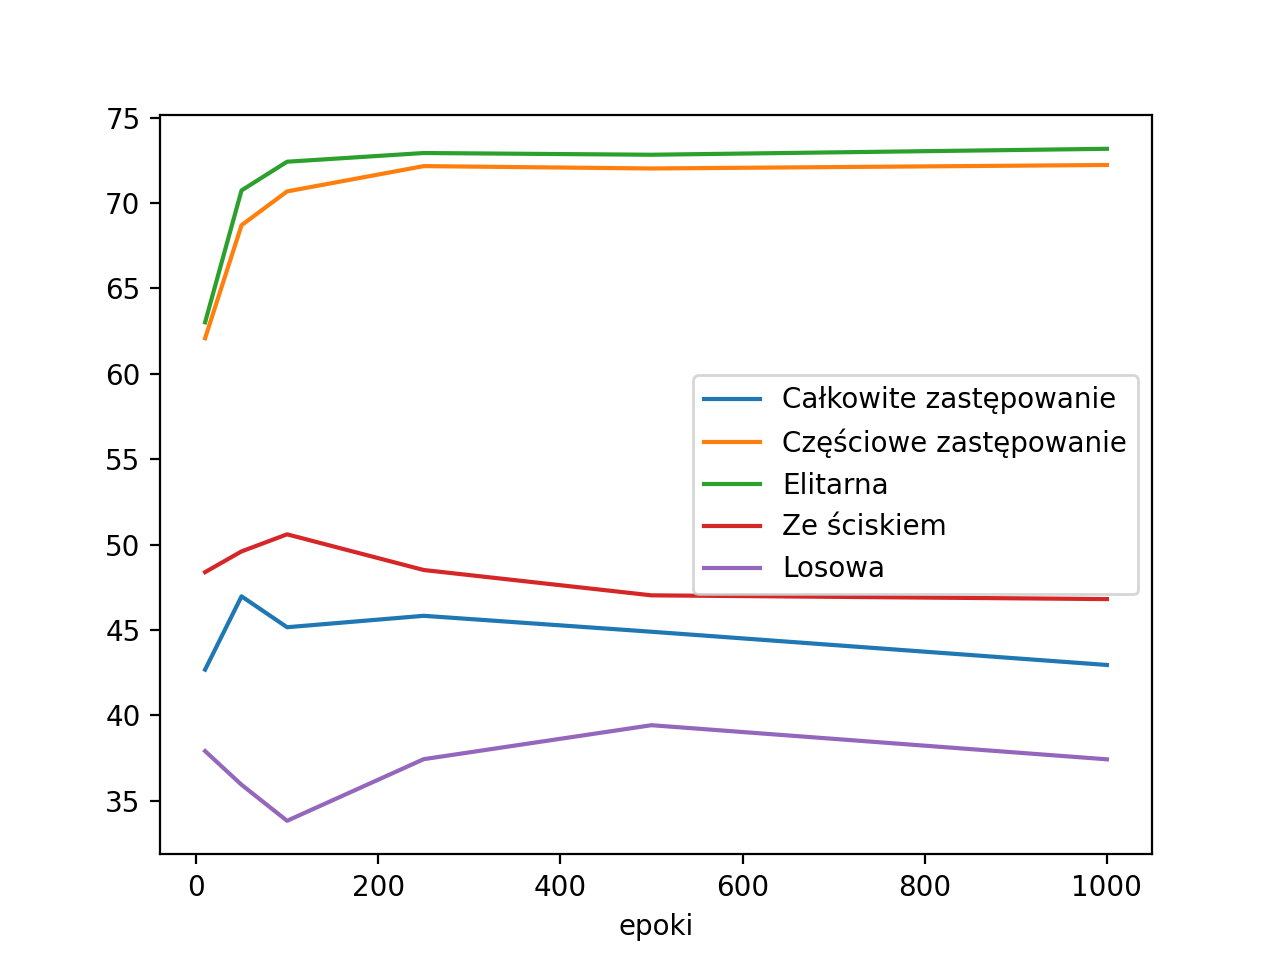 75
70
65
60
55
50
45
40
35
Całkowite zastępowanie
Częściowe zastępowanie
Elitarna
Ze ściskiem
Losowa
0 200 400 600 800 1000
epoki